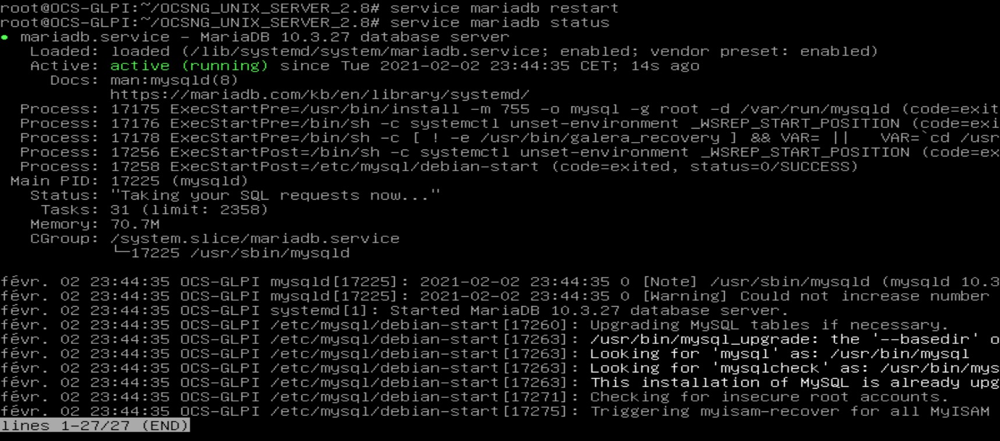 root@OCS-GLPI:~/OCSNG_UNIX_SERVER_2.8# service mariadb restart
root@OCS-GLPI:~/OCSNG_UNIX_SERVER_2.8# service mariadb status
● mariadb.service – MariaDB 10.3.27 database server
   Loaded: loaded (/lib/systemd/system/mariadb.service; enabled; vendor preset: enabled)
   Active: active (running) since Tue 2021-02-02 23:44:35 CET; 14s ago
     Docs: man:mysqld(8)
           https://mariadb.com/kb/en/library/systemd/
  Process: 17175 ExecStartPre=/usr/bin/install -m 755 -o mysql -g root -d /var/run/mysqld (code=exit
  Process: 17176 ExecStartPre=/bin/sh -c systemctl unset-environment _WSREP_START_POSITION (code=exi
  Process: 17178 ExecStartPre=/bin/sh -c [ ! -e /usr/bin/galera_recovery ] && VAR= ||   VAR=`cd /usr
  Process: 17256 ExecStartPost=/bin/sh -c systemctl unset-environment _WSREP_START_POSITION (code=ex
  Process: 17258 ExecStartPost=/etc/mysql/debian-start (code=exited, status=0/SUCCESS)
 Main PID: 17225 (mysqld)
   Status: "Taking your SQL requests now..."
    Tasks: 31 (limit: 2358)
   Memory: 70.7M
   CGroup: /system.slice/mariadb.service
           └─17225 /usr/sbin/mysqld
févr. 02 23:44:35 OCS-GLPI mysqld[17225]: 2021-02-02 23:44:35 0 [Note] /usr/sbin/mysqld (mysqld 10.3
févr. 02 23:44:35 OCS-GLPI mysqld[17225]: 2021-02-02 23:44:35 0 [Warning] Could not increase number
févr. 02 23:44:35 OCS-GLPI systemd[1]: Started MariaDB 10.3.27 database server.
févr. 02 23:44:35 OCS-GLPI /etc/mysql/debian-start[17260]: Upgrading MySQL tables if necessary.
févr. 02 23:44:35 OCS-GLPI /etc/mysql/debian-start[17263]: /usr/bin/mysql_upgrade: the '--basedir' o
févr. 02 23:44:35 OCS-GLPI /etc/mysql/debian-start[17263]: Looking for 'mysql' as: /usr/bin/mysql
févr. 02 23:44:35 OCS-GLPI /etc/mysql/debian-start[17263]: Looking for 'mysqlcheck' as: /usr/bin/mys
févr. 02 23:44:35 OCS-GLPI /etc/mysql/debian-start[17263]: This installation of MySQL is already upg
févr. 02 23:44:35 OCS-GLPI /etc/mysql/debian-start[17271]: Checking for insecure root accounts.
févr. 02 23:44:35 OCS-GLPI /etc/mysql/debian-start[17275]: Triggering myisam-recover for all MyISAM
lines 1-27/27 (END)